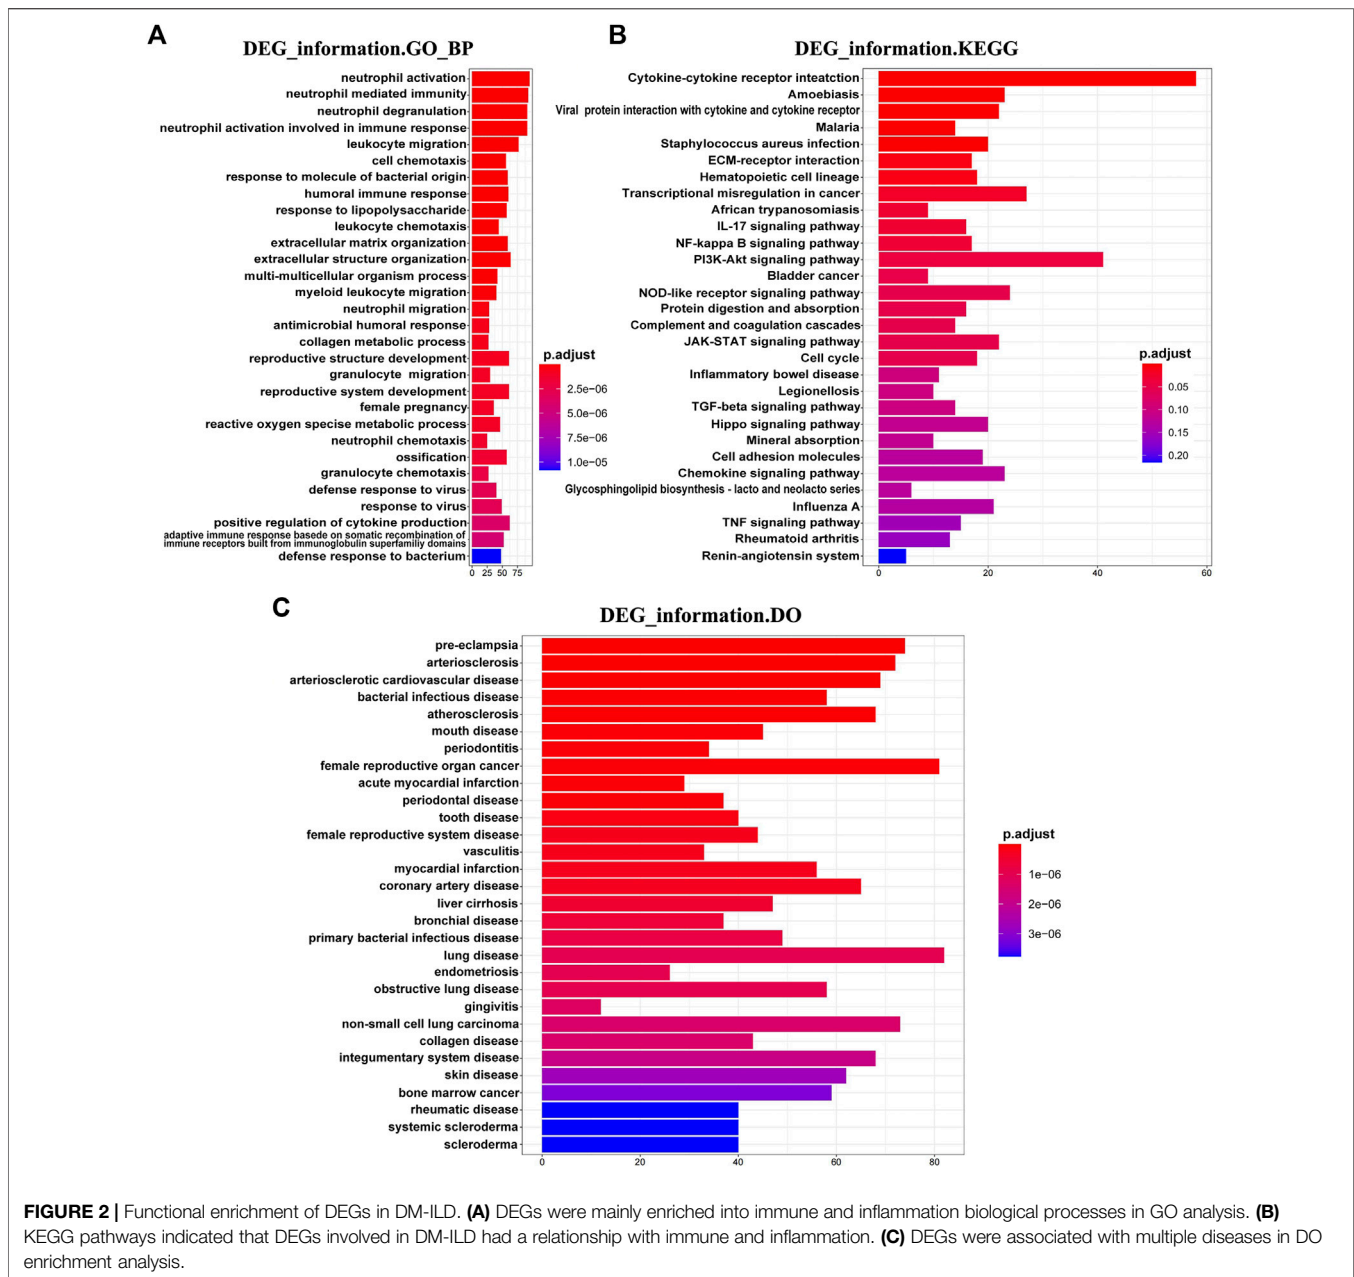 A
DEG_information.GO_BP
neutrophil activation
neutrophil mediated immunity
neutrophil degranulation
neutrophil activation involved in immune response
leukocyte migration
cell chemotaxis
response to molecule of bacterial origin
humoral immune response
response to lipopolysaccharide
leukocyte chemotaxis
extracellular matrix organization
extracellular structure organization
multi-multicellular organism process
myeloid leukocyte migration
neutrophil migration
antimicrobial humoral response
collagen metabolic process
reproductive structure development
granulocyte migration
reproductive system development
female pregnancy
reactive oxygen specise metabolic process
neutrophil chemotaxis
ossification
granulocyte chemotaxis
defense response to virus
response to virus
positive regulation of cytokine production
adaptive immune response basede on somatic recombination of
immune receptors built from immunoglobulin superfamiliy domains
defense response to bacterium
0 25 50 75
p.adjust
2.5e−06
5.0e−06
7.5e−06
1.0e−05
B
DEG_information.KEGG
Cytokine-cytokine receptor inteatction
Amoebiasis
Viral protein interaction with cytokine and cytokine receptor
Malaria
Staphylococcus aureus infection
ECM-receptor interaction
Hematopoietic cell lineage
Transcriptional misregulation in cancer
African trypanosomiasis
IL-17 signaling pathway
NF-kappa B signaling pathway
PI3K-Akt signaling pathway
Bladder cancer
NOD-like receptor signaling pathway
Protein digestion and absorption
Complement and coagulation cascades
JAK-STAT signaling pathway
Cell cycle
Inflammatory bowel disease
Legionellosis
TGF-beta signaling pathway
Hippo signaling pathway
Mineral absorption
Cell adhesion molecules
Chemokine signaling pathway
Glycosphingolipid biosynthesis - lacto and neolacto series
Influenza A
TNF signaling pathway
Rheumatoid arthritis
Renin-angiotensin system
0 20 40 60
p.adjust
0.05
0.10
0.15
0.20
C
DEG_information.DO
pre-eclampsia
arteriosclerosis
arteriosclerotic cardiovascular disease
bacterial infectious disease
atherosclerosis
mouth disease
periodontitis
female reproductive organ cancer
acute myocardial infarction
periodontal disease
tooth disease
female reproductive system disease
vasculitis
myocardial infarction
coronary artery disease
liver cirrhosis
bronchial disease
primary bacterial infectious disease
lung disease
endometriosis
obstructive lung disease
gingivitis
non-small cell lung carcinoma
collagen disease
integumentary system disease
skin disease
bone marrow cancer
rheumatic disease
systemic scleroderma
scleroderma
0 20 40 60 80
p.adjust
1e−06
2e−06
3e−06
FIGURE 2 | Functional enrichment of DEGs in DM-ILD. (A) DEGs were mainly enriched into immune and inflammation biological processes in GO analysis. (B)
KEGG pathways indicated that DEGs involved in DM-ILD had a relationship with immune and inflammation. (C) DEGs were associated with multiple diseases in DO
enrichment analysis.